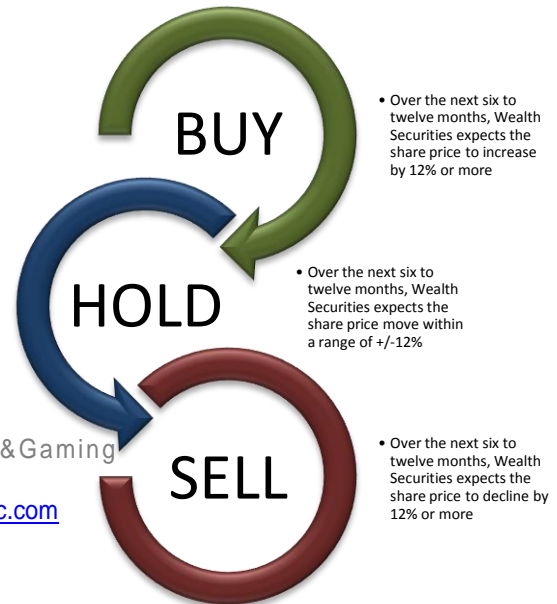 BUY
• Over the next six to
twelve months, Wealth
Securities expects the
share price to increase
by 12% or more
HOLD
• Over the next six to
twelve months, Wealth
Securities expects the
share price move within
a range of +/-12%
&Gaming
SELL
c.com
• Over the next six to
twelve months, Wealth
Securities expects the
share price to decline by
12% or more